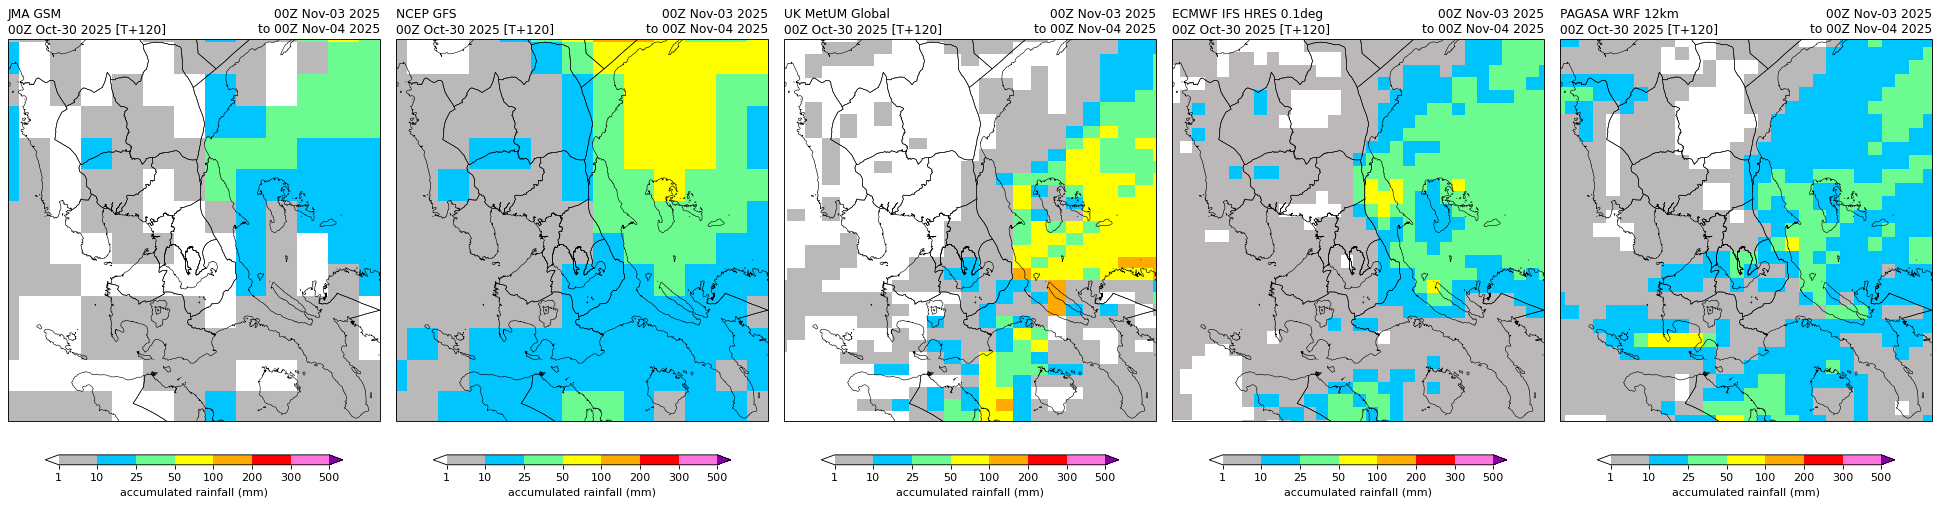 JMA GSM 00Z Nov-03 2025
00Z Oct-30 2025 [T+120] to 00Z Nov-04 2025
NCEP GFS 00Z Nov-03 2025
00Z Oct-30 2025 [T+120] to 00Z Nov-04 2025
UK MetUM Global 00Z Nov-03 2025
00Z Oct-30 2025 [T+120] to 00Z Nov-04 2025
ECMWF IFS HRES 0.1deg 00Z Nov-03 2025
00Z Oct-30 2025 [T+120] to 00Z Nov-04 2025
PAGASA WRF 12km 00Z Nov-03 2025
00Z Oct-30 2025 [T+120] to 00Z Nov-04 2025
1 10 25 50 100 200 300 500
accumulated rainfall (mm)
1 10 25 50 100 200 300 500
accumulated rainfall (mm)
1 10 25 50 100 200 300 500
accumulated rainfall (mm)
1 10 25 50 100 200 300 500
accumulated rainfall (mm)
1 10 25 50 100 200 300 500
accumulated rainfall (mm)